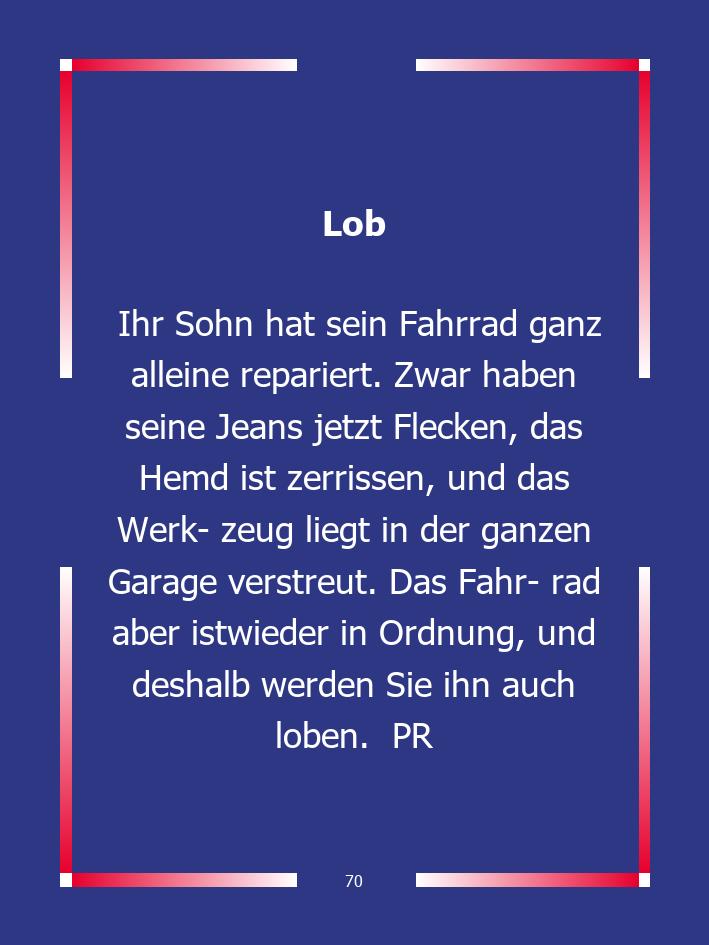 Lob
Ihr Sohn hat sein Fahrrad ganz
alleine repariert. Zwar haben
seine Jeans jetzt Flecken, das
Hemd ist zerrissen, und das
Werk- zeug liegt in der ganzen
Garage verstreut. Das Fahr- rad
aber istwieder in Ordnung, und
deshalb werden Sie ihn auch
loben.  PR
70